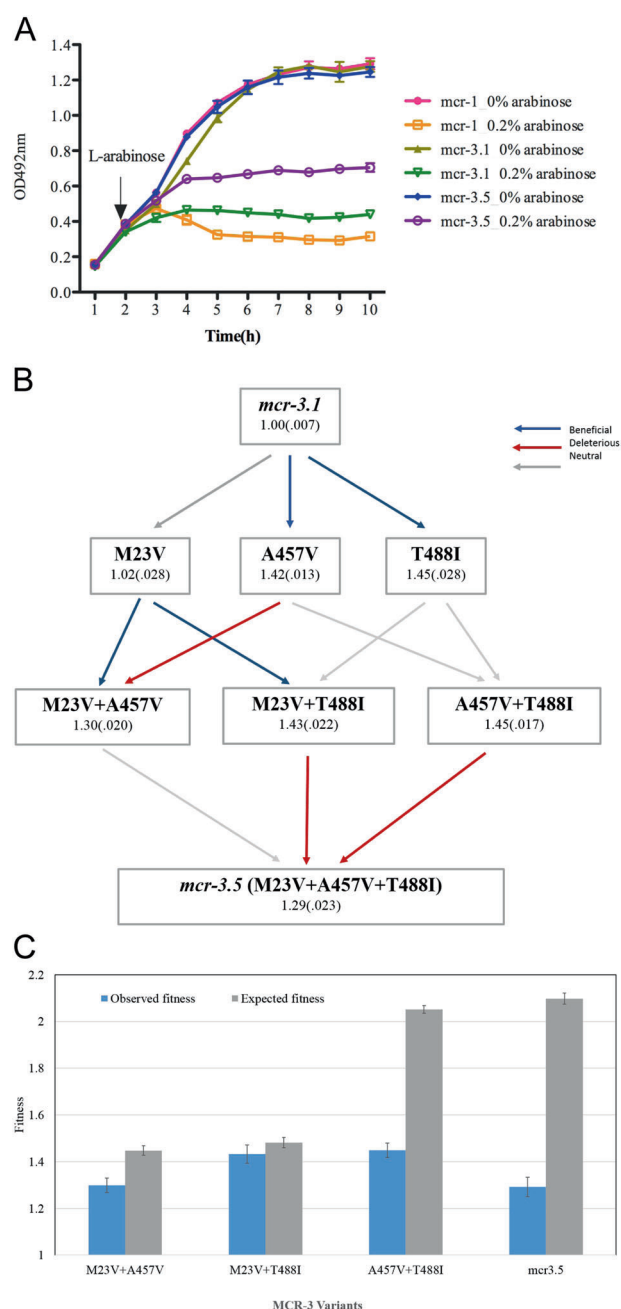 A
OD492nm
1.4
1.2
1.0
0.8
0.6
0.4
0.2
0.0
L-arabinose
1 2 3 4 5 6 7 8 9 10
Time(h)
mcr-1_0% arabinose
mcr-1_0.2% arabinose
mcr-3.1_0% arabinose
mcr-3.1_0.2% arabinose
mcr-3.5_0% arabinose
mcr-3.5_0.2% arabinose
B
mcr-3.1
1.00(.007)
Beneficial
Deleterious
Neutral
M23V
1.02(.028)
A457V
1.42(.013)
T488I
1.45(.028)
M23V+A457V
1.30(.020)
M23V+T488I
1.43(.022)
A457V+T488I
1.45(.017)
mcr-3.5 (M23V+A457V+T488I)
1.29(.023)
C
Fitness
2.2
2
1.8
1.6
1.4
1.2
1
Observed fitness
Expected fitness
M23V+A457V M23V+T488I A457V+T488I mcr3.5
MCR-3 Variants